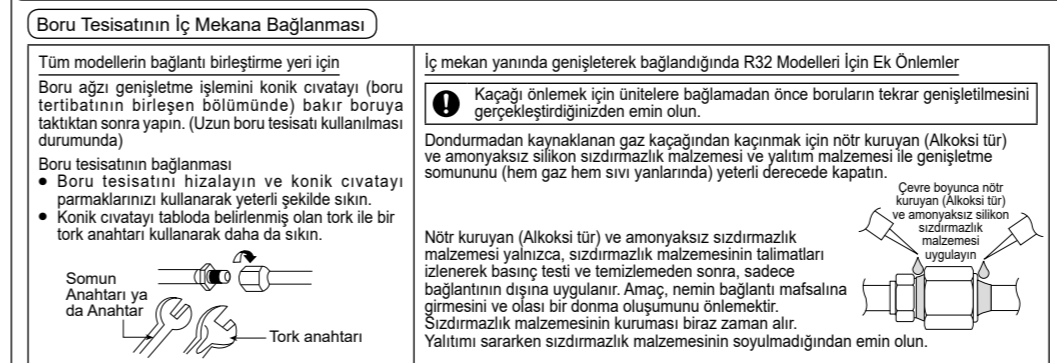 Boru Tesisatının İç Mekana Bağlanması
Tüm modellerin bağlantı birleştirme yeri için
Boru ağzı genişletme işlemini konik cıvatayı (boru
tertibatının birleşen bölümünde) bakır boruya
taktıktan sonra yapın. (Uzun boru tesisatı kullanılması
durumunda)
Boru tesisatının bağlanması
● Boru tesisatını hizalayın ve konik cıvatayı
parmaklarınızı kullanarak yeterli şekilde sıkın.
● Konik cıvatayı tabloda belirlenmiş olan tork ile bir
tork anahtarı kullanarak daha da sıkın.
Somun
Anahtarı ya
da Anahtar
Tork anahtarı
İç mekan yanında genişleterek bağlandığında R32 Modelleri İçin Ek Önlemler
Kaçağı önlemek için ünitelere bağlamadan önce boruların tekrar genişletilmesini
gerçekleştirdiğinizden emin olun.
Dondurmadan kaynaklanan gaz kaçağından kaçınmak için nötr kuruyan (Alkoksi tür)
ve amonyaksız silikon sızdırmazlık malzemesi ve yalıtım malzemesi ile genişletme
somununu (hem gaz hem sıvı yanlarında) yeterli derecede kapatın.
Çevre boyunca nötr
kuruyan (Alkoksi tür)
ve amonyaksız silikon
sızdırmazlık
malzemesi
uygulayın
Nötr kuruyan (Alkoksi tür) ve amonyaksız sızdırmazlık
malzemesi yalnızca, sızdırmazlık malzemesinin talimatları
izlenerek basınç testi ve temizlemeden sonra, sadece
bağlantının dışına uygulanır. Amaç, nemin bağlantı mafsalına
girmesini ve olası bir donma oluşumunu önlemektir.
Sızdırmazlık malzemesinin kuruması biraz zaman alır.
Yalıtımı sararken sızdırmazlık malzemesinin soyulmadığından emin olun.